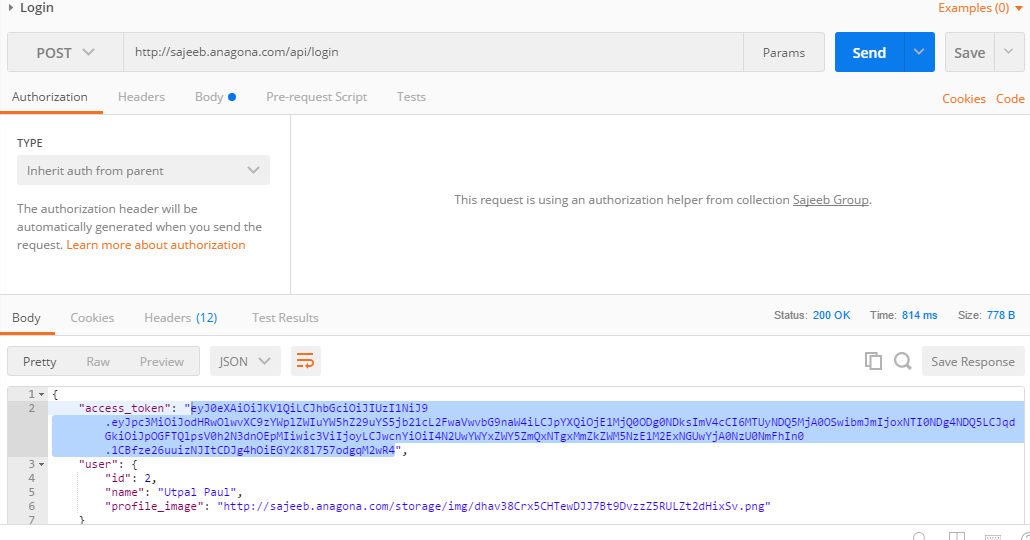 Login
Examples (0)
POST
http://sajeeb.anagona.com/api/login
Params
Send
Save
Authorization
Headers
Body
Pre-request Script
Tests
Cookies
Code
TYPE
Inherit auth from parent
The authorization header will be
automatically generated when you send the
request. Learn more about authorization
This request is using an authorization helper from collection Sajeeb Group.
Body
Cookies
Headers (12)
Test Results
Status: 200 OK
Time: 814 ms
Size: 778 B
Pretty
Raw
Preview
JSON
Save Response
1 {
2 "access_token": "eyJ0eXAiOiJKV1QiLCJhbGciOiJIUzI1NiJ9
3 "user": {
4 "id": 2,
5 "name": "Utpal Paul",
6 "profile_image": "http://sajeeb.anagona.com/storage/img/dhav38Crx5CHTewDJJ7Bt9DvzzZ5RULZt2dHixSv.png"
7 }